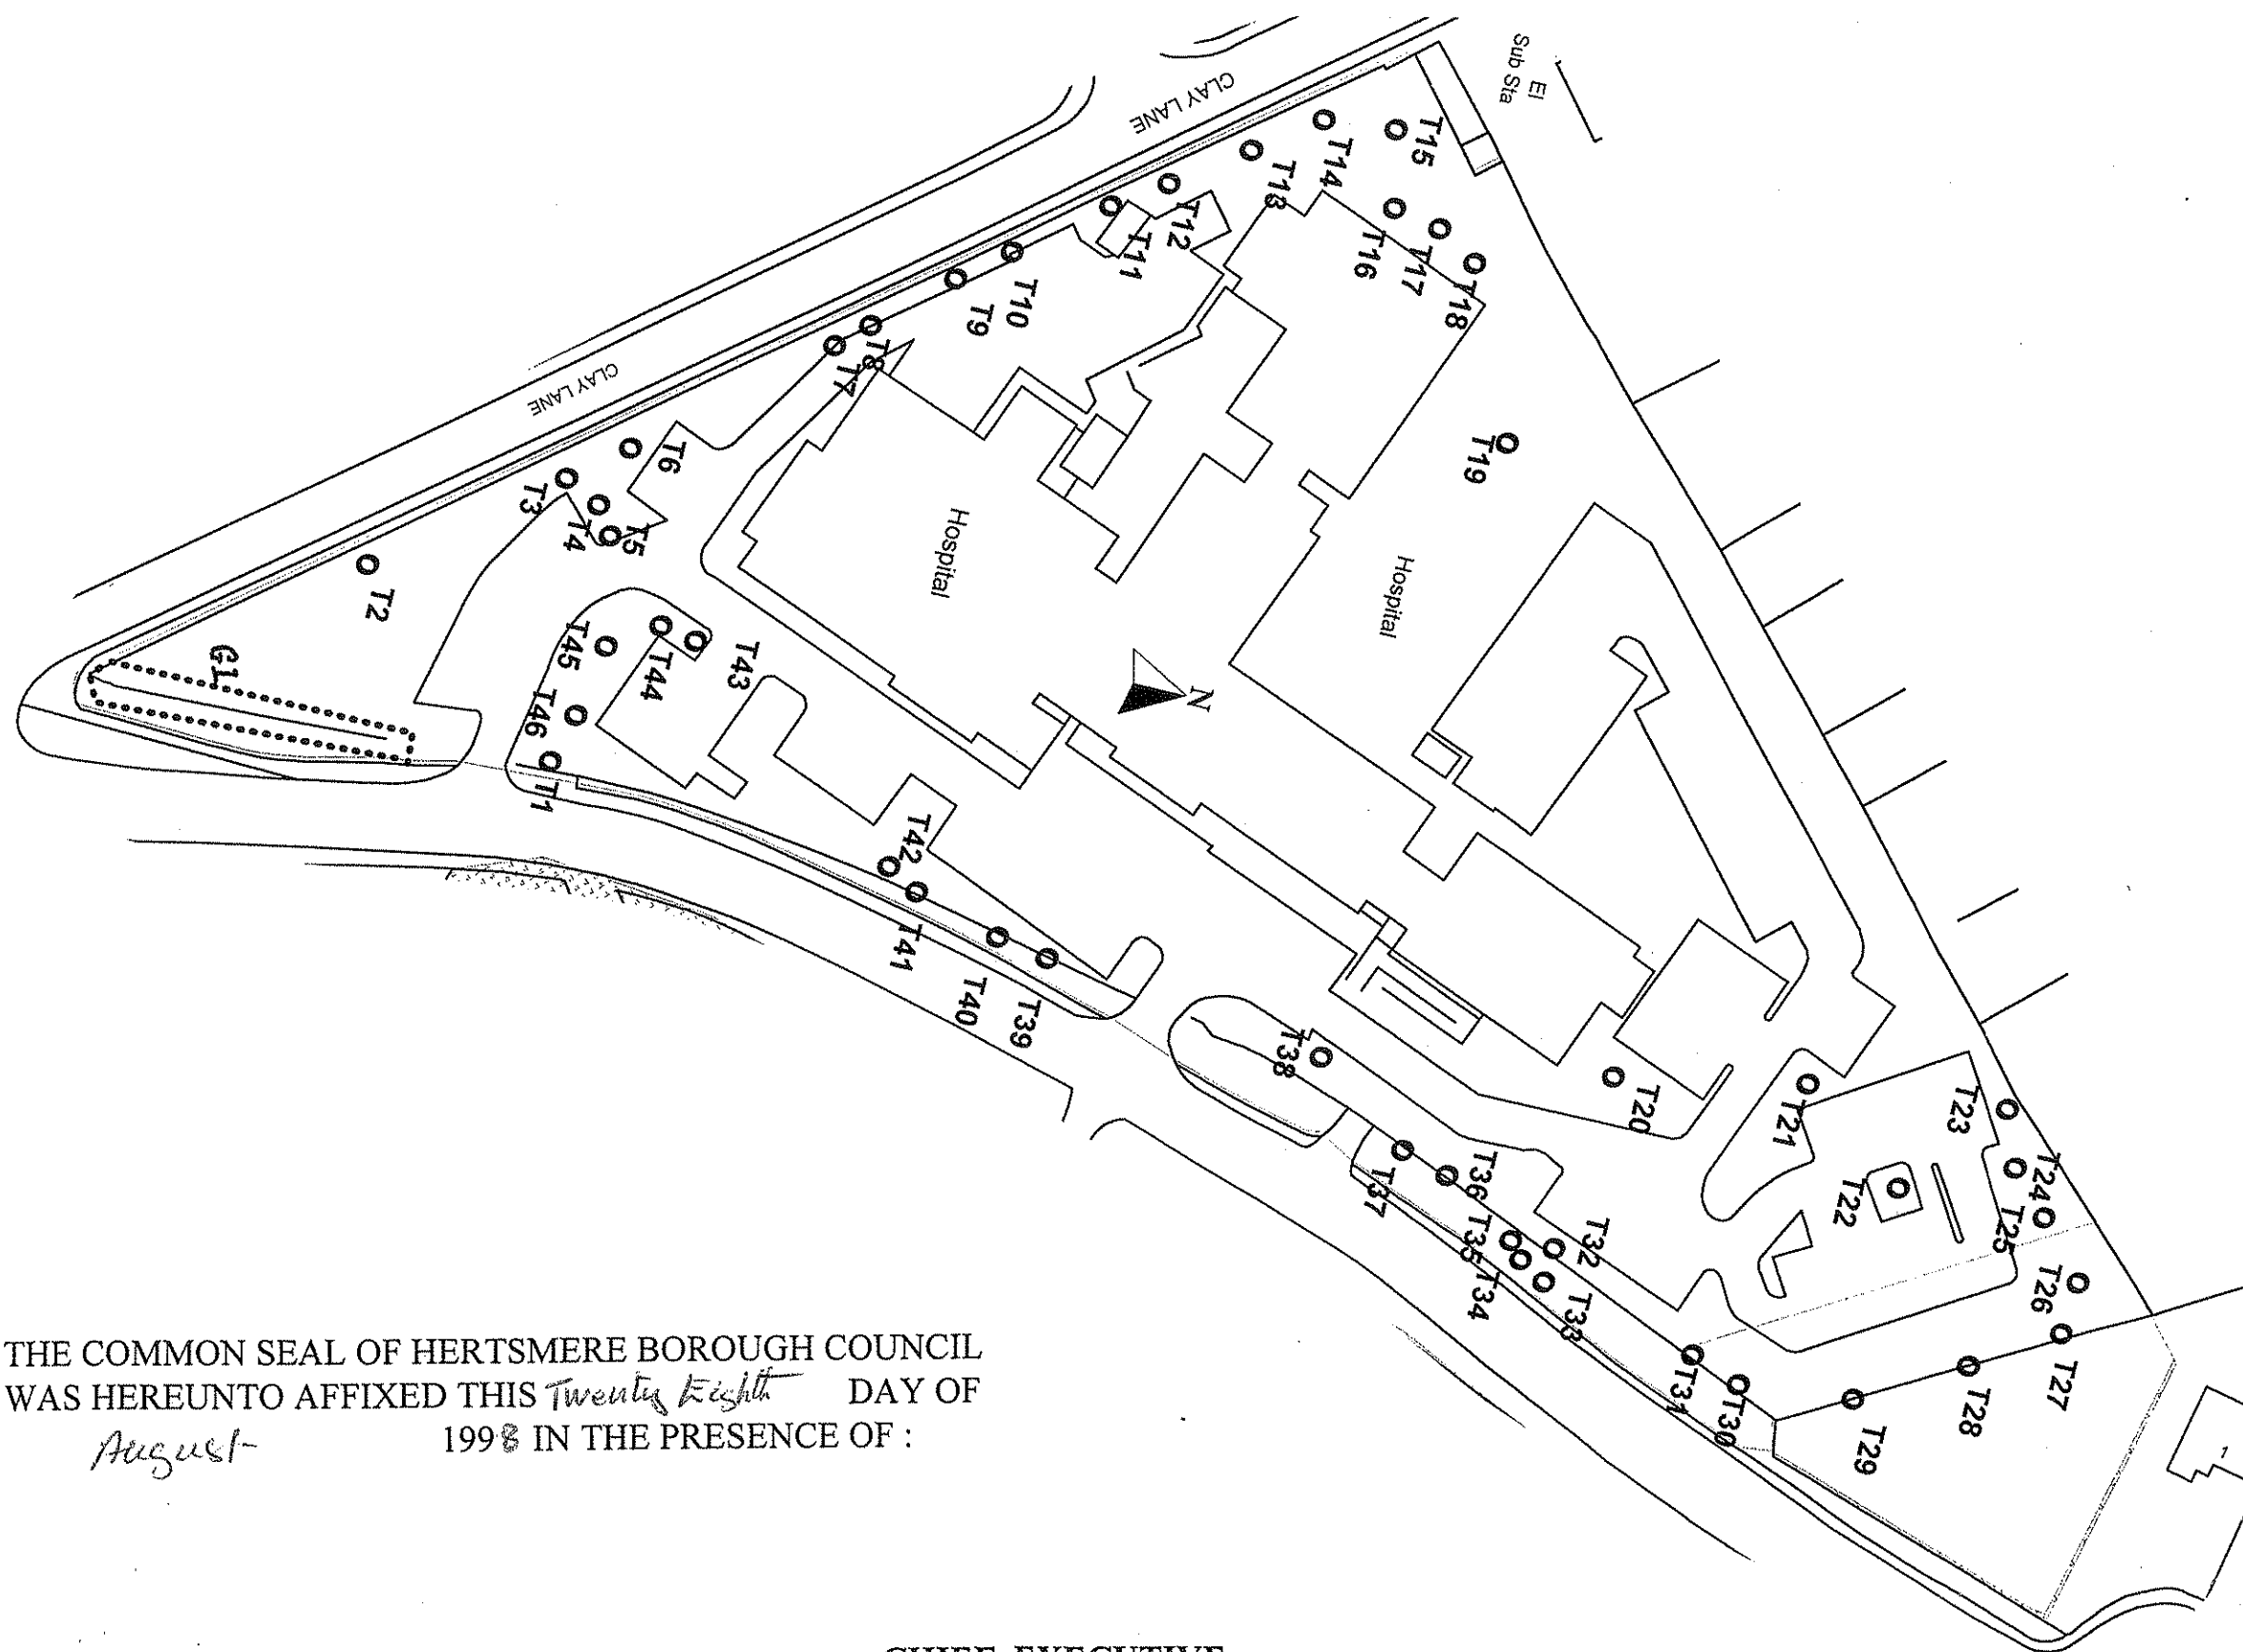 El
Sub Sta
CLAY LANE
T15
T14
T13
T12
T11
T16
T17
T18
T10
T9
T8
T7
CLAY LANE
T19
T6
T3
T4
T5
Hospital
Hospital
T2
G1
T45
T44
T43
T46
T1
N
T42
T41
T40
T39
T38
T20
T21
T23
T24
T25
T22
T26
T37
T36
T35
T34
T32
T33
T31
T30
T27
T28
T29
1
THE COMMON SEAL OF HERTSMERE BOROUGH COUNCIL
WAS HEREUNTO AFFIXED THIS Twenty Eighth DAY OF
August 1998 IN THE PRESENCE OF :
CHIEF EXECUTIVE